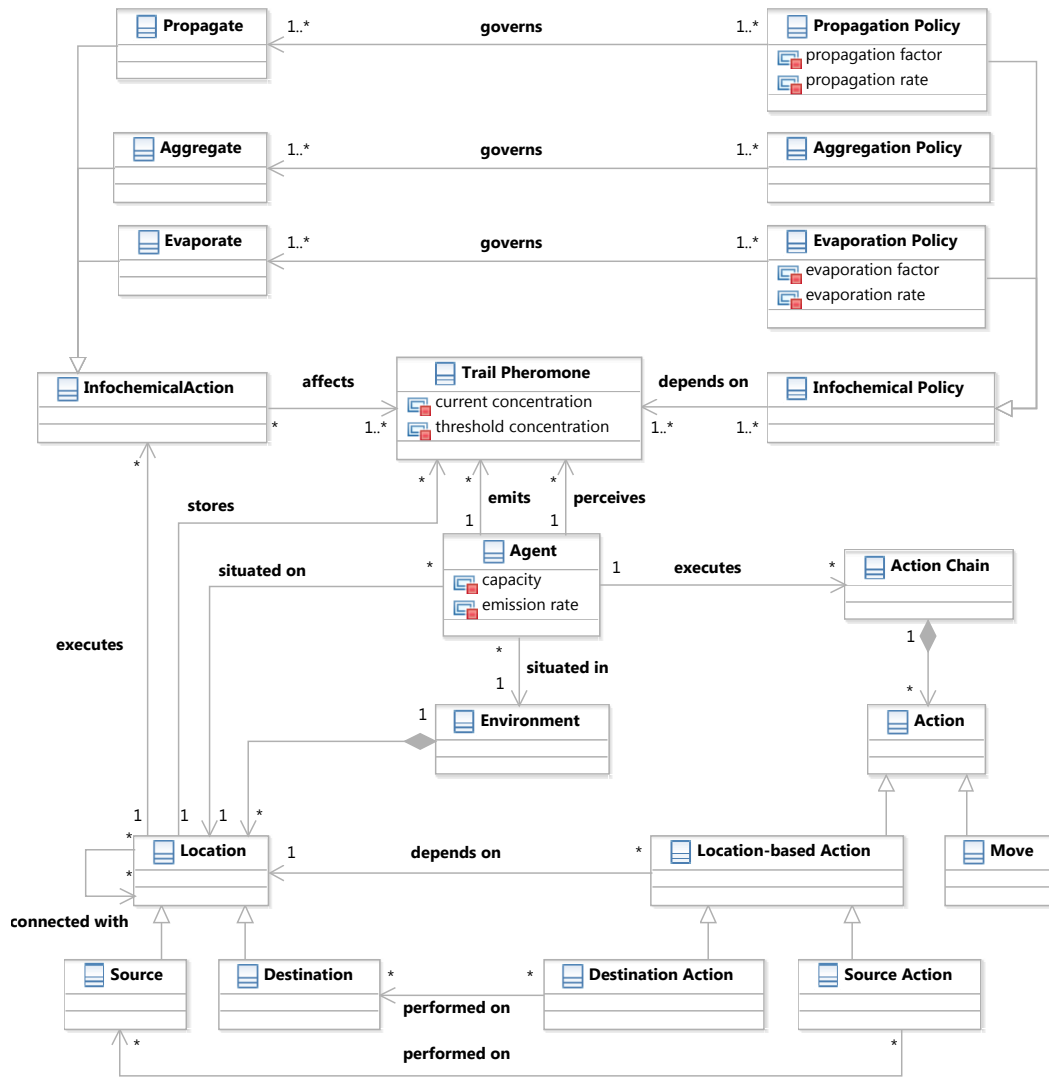 Propagate
1..*
governs
1..*
Propagation Policy
propagation factor
propagation rate
Aggregate
1..*
governs
1..*
Aggregation Policy
Evaporate
1..*
governs
1..*
Evaporation Policy
evaporation factor
evaporation rate
InfochemicalAction
affects
*
1..*
Trail Pheromone
current concentration
threshold concentration
depends on
1..*
1..*
Infochemical Policy
*
stores
*
*
emits
*
perceives
1
1
situated on
*
Agent
capacity
emission rate
1
executes
*
Action Chain
executes
*
situated in
1
1
*
1
Environment
Action
1
1
1
*
*
*
Location
connected with
1
depends on
*
Location-based Action
Move
Source
Destination
*
*
performed on
Destination Action
Source Action
*
performed on
*